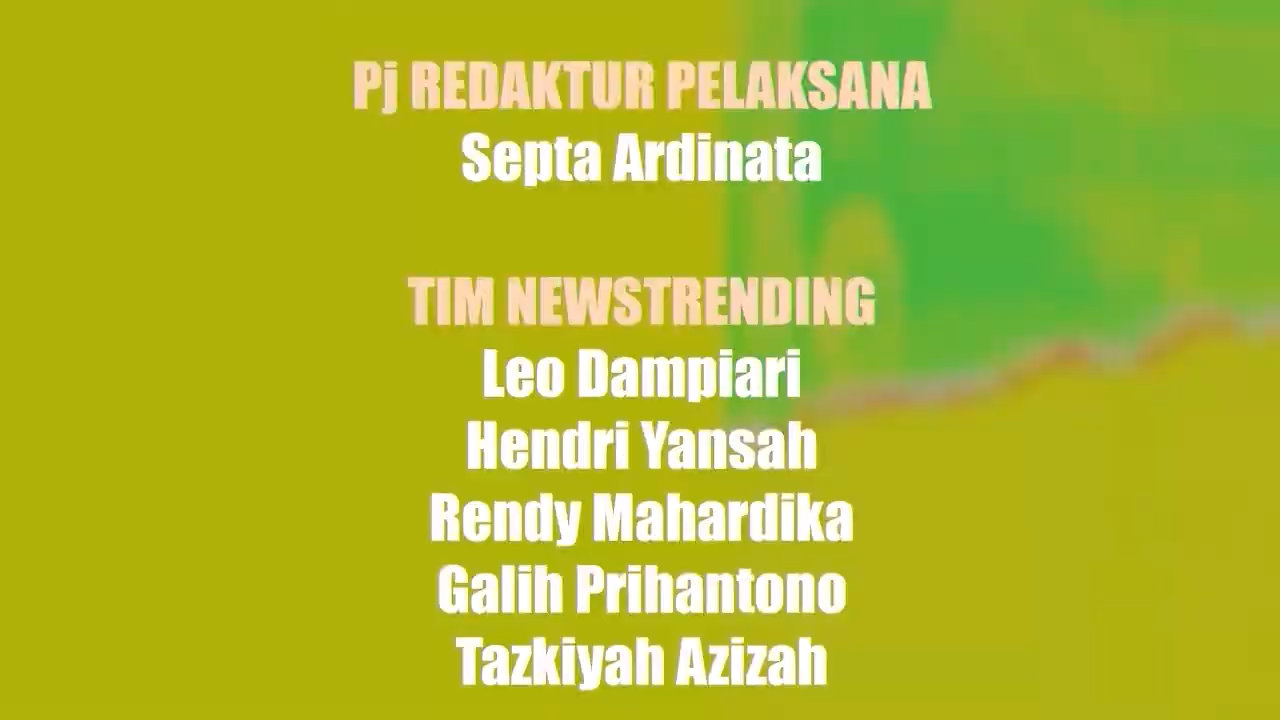 Pj REDAKTUR PELAKSANA
Septa Ardinata
TIM NEWSTRENDING
Leo Dampiari
Hendri Yansah
Rendy Mahardika
Galih Prihantono
Tazkiyah Azizah